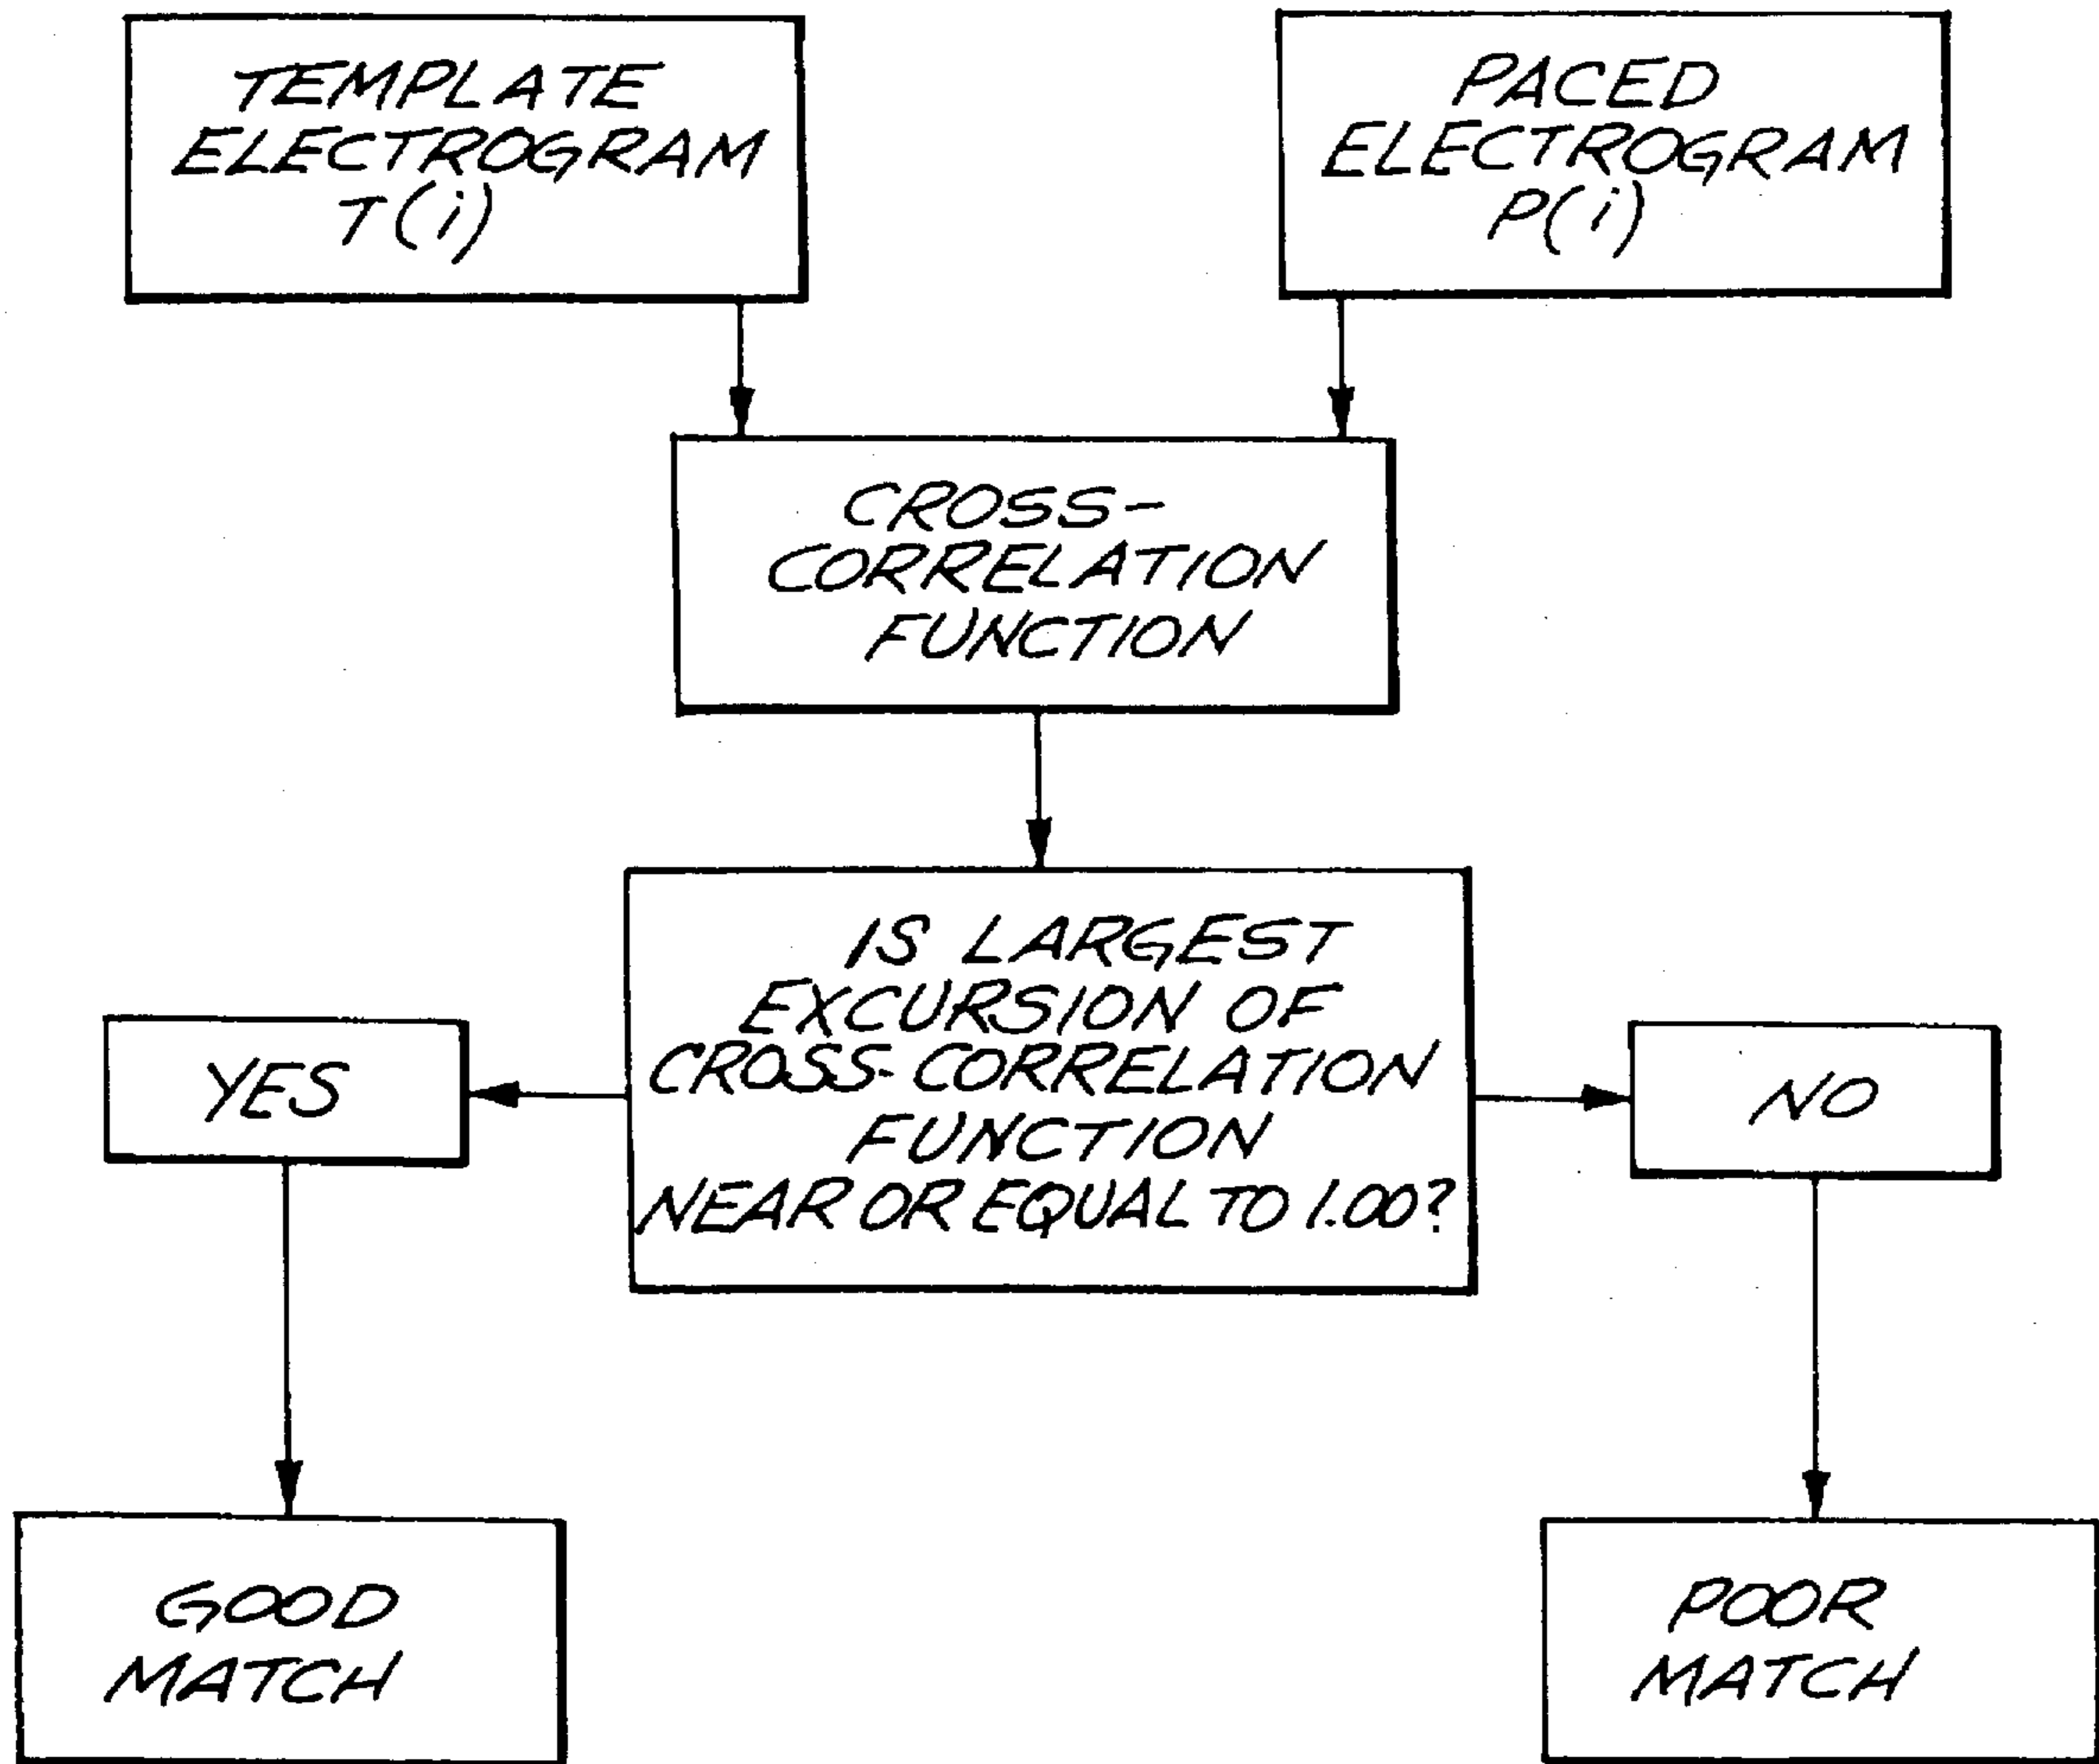 TEMPLATE
ELECTROGRAM
T(i)
PACED
ELECTROGRAM
P(i)
CROSS-
CORRELATION
FUNCTION
IS LARGEST
EXCURSION OF
CROSS-CORRELATION
FUNCTION
NEAR OR EQUAL TO 1.00?
YES
NO
GOOD
MATCH
POOR
MATCH